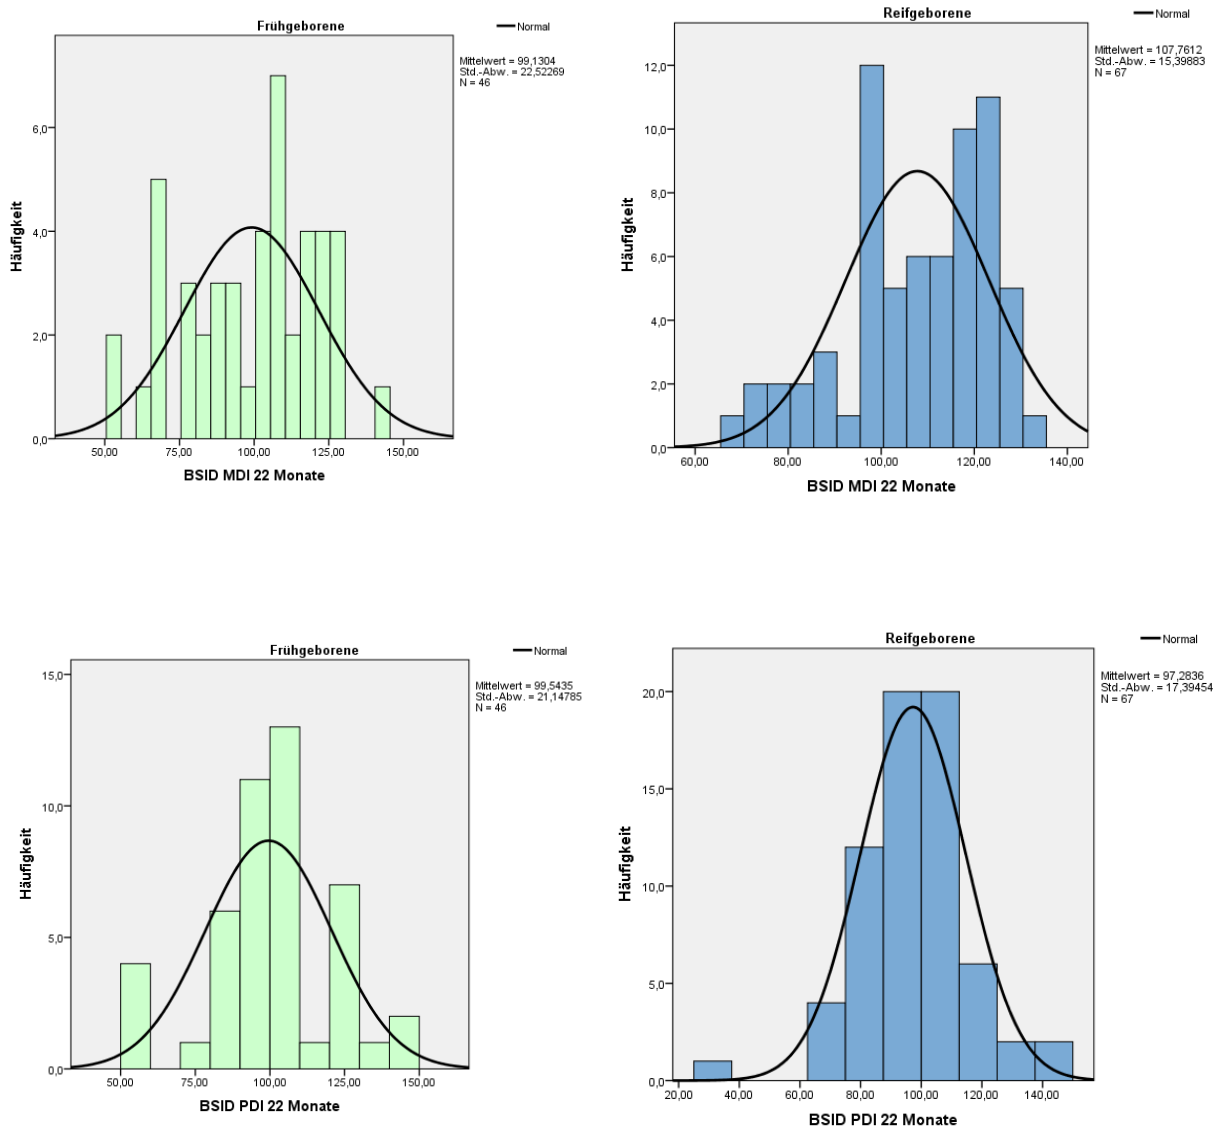 Frühgeborene
Normal
Mittelwert = 99,1304
Std.-Abw. = 22,52269
N = 46
Häufigkeit
6,0
4,0
2,0
0,0
50,00 75,00 100,00 125,00 150,00
BSID MDI 22 Monate
Reifgeborene
Normal
Mittelwert = 107,7612
Std.-Abw. = 15,39883
N = 67
Häufigkeit
12,0
10,0
8,0
6,0
4,0
2,0
0,0
60,00 80,00 100,00 120,00 140,00
BSID MDI 22 Monate
Frühgeborene
Normal
Mittelwert = 99,5435
Std.-Abw. = 21,14785
N = 46
Häufigkeit
15,0
10,0
5,0
0,0
50,00 75,00 100,00 125,00 150,00
BSID PDI 22 Monate
Reifgeborene
Normal
Mittelwert = 97,2836
Std.-Abw. = 17,39454
N = 67
Häufigkeit
20,0
15,0
10,0
5,0
0,0
20,00 40,00 60,00 80,00 100,00 120,00 140,00
BSID PDI 22 Monate